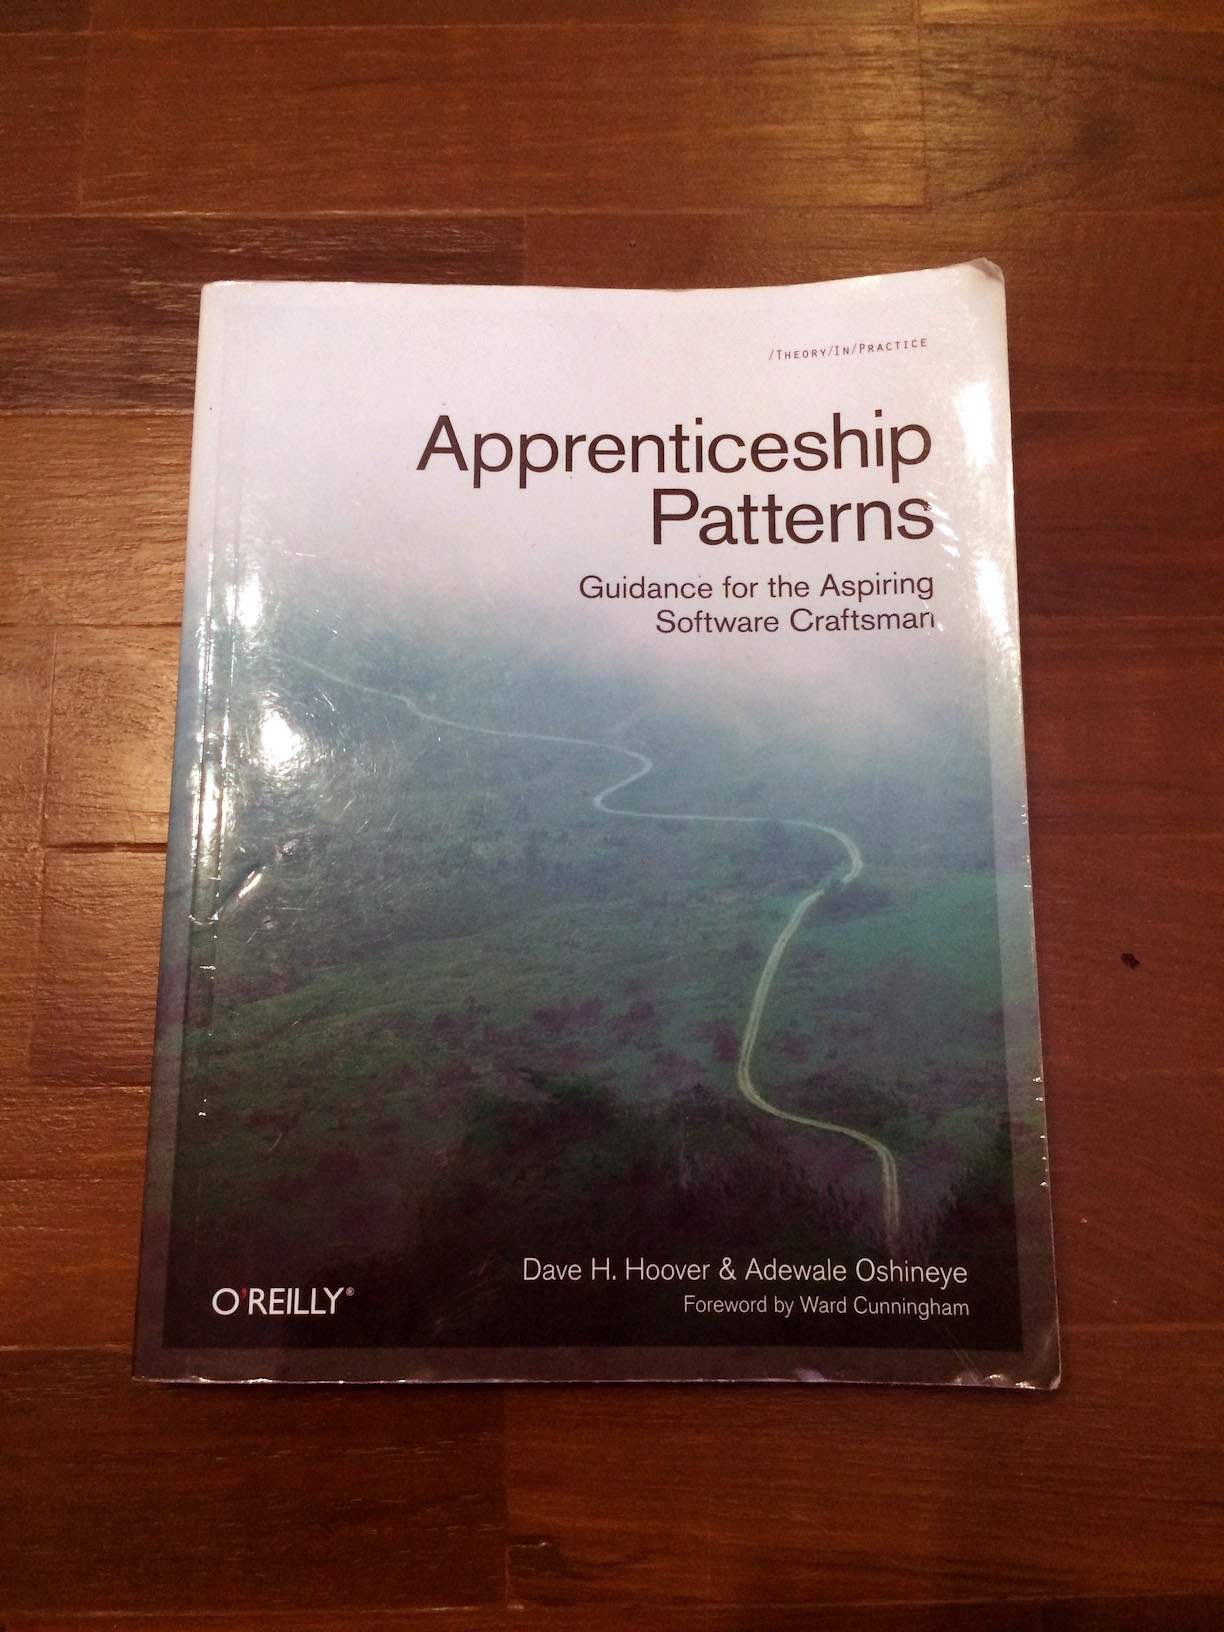 /Theory/In/Practice
Apprenticeship
Patterns
Guidance for the Aspiring
Software Craftsman
Dave H. Hoover & Adewale Oshineye
O'REILLY®
Foreword by Ward Cunningham